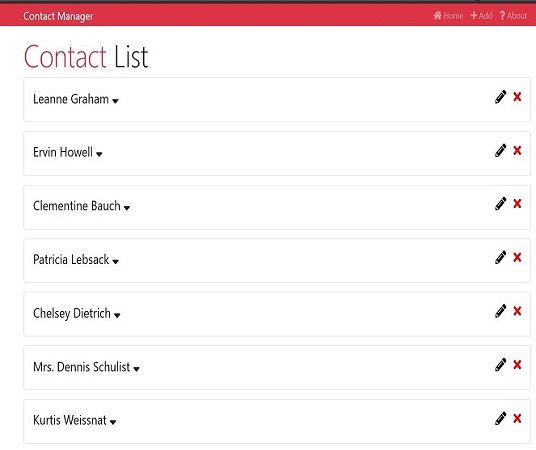 Contact Manager Home Add ? About
Contact List
Leanne Graham
Ervin Howell
Clementine Bauch
Patricia Lebsack
Chelsey Dietrich
Mrs. Dennis Schulist
Kurtis Weissnat